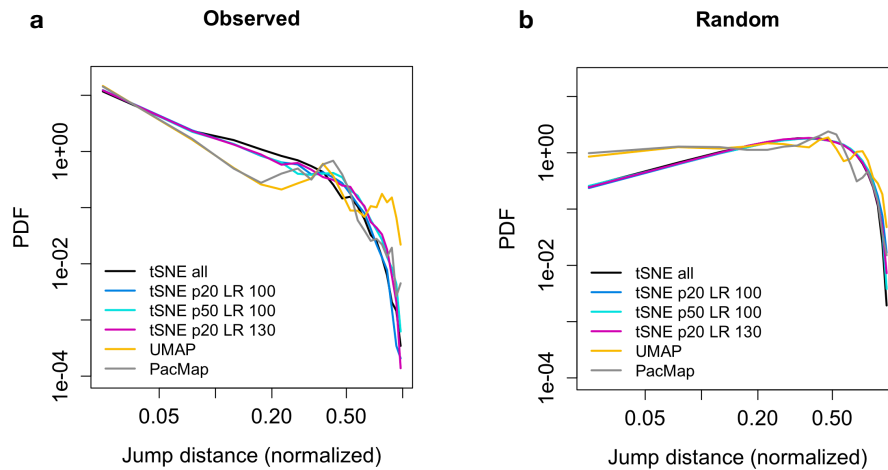 a
Observed
PDF
1e+00
1e-02
1e-04
tSNE all
tSNE p20 LR 100
tSNE p50 LR 100
tSNE p20 LR 130
UMAP
PacMap
0.05
0.20
0.50
Jump distance (normalized)
b
Random
PDF
1e+00
1e-02
1e-04
tSNE all
tSNE p20 LR 100
tSNE p50 LR 100
tSNE p20 LR 130
UMAP
PacMap
0.05
0.20
0.50
Jump distance (normalized)